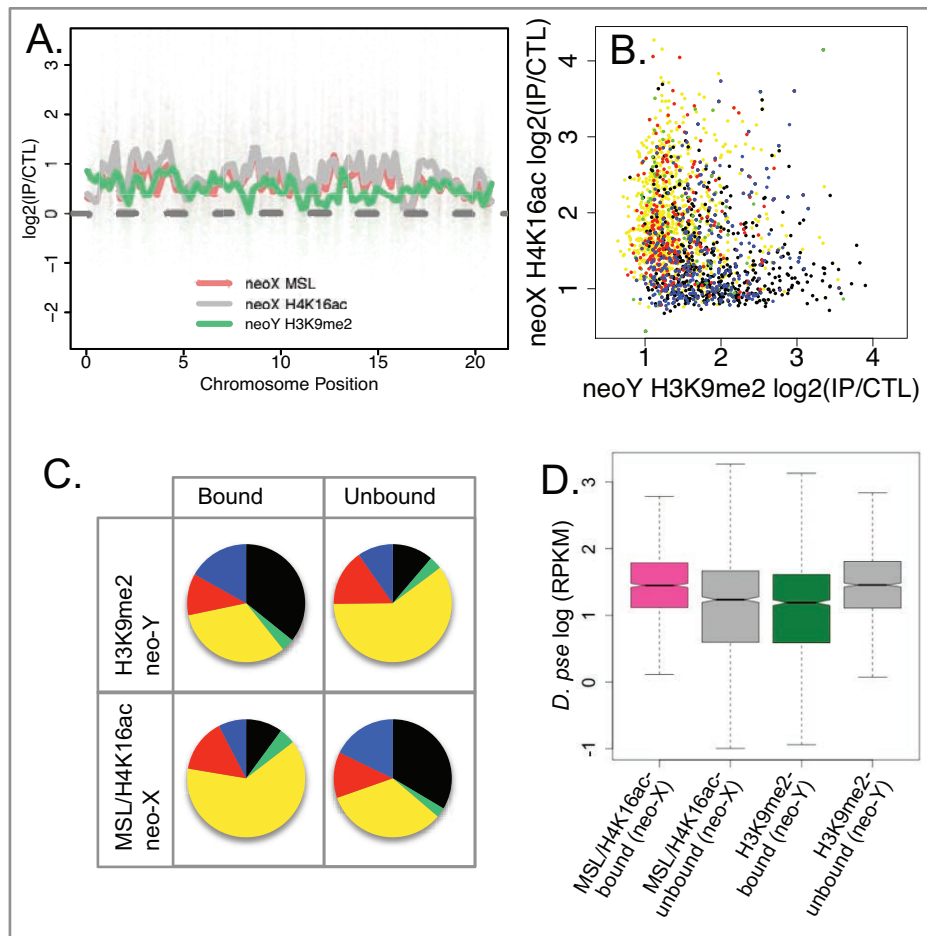 A.
3
2
1
0
−1
−2
log2(IP/CTL)
neoX MSL
neoX H4K16ac
neoY H3K9me2
0
5
10
15
20
Chromosome Position
B.
4
3
2
1
neoX H4K16ac log2(IP/CTL)
1
2
3
4
neoY H3K9me2 log2(IP/CTL)
C.
Bound
Unbound
H3K9me2
neo-Y
MSL/H4K16ac
neo-X
D.
3
2
1
0
-1
D. pse log (RPKM)
MSL/H4K16ac-
bound (neo-X)
MSL/H4K16ac-
unbound (neo-X)
H3K9me2-
bound (neo-Y)
H3K9me2-
unbound (neo-Y)